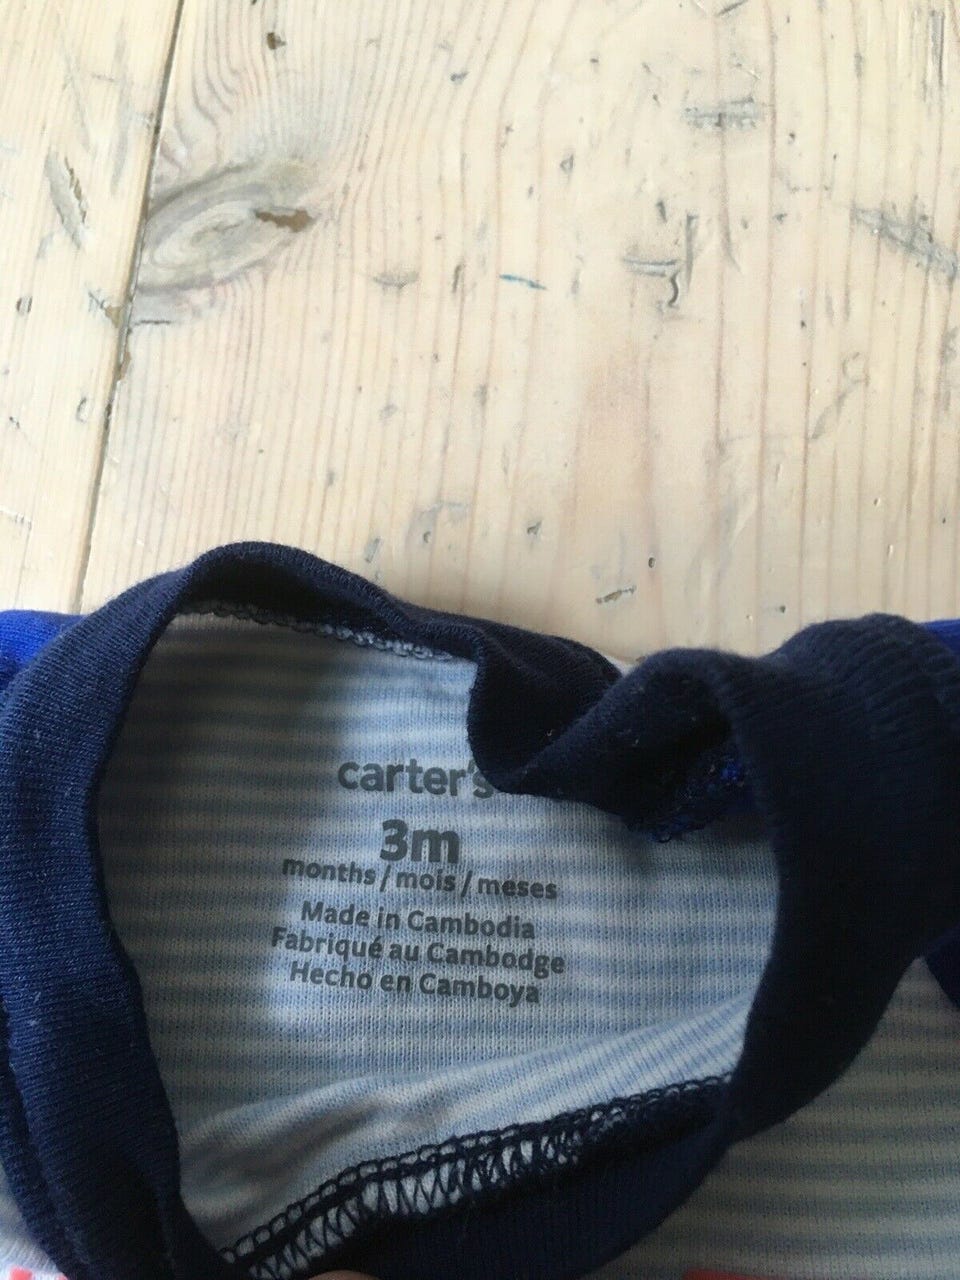 carter's
3m
months / mois / meses
Made in Cambodia
Fabriqué au Cambodge
Hecho en Camboya